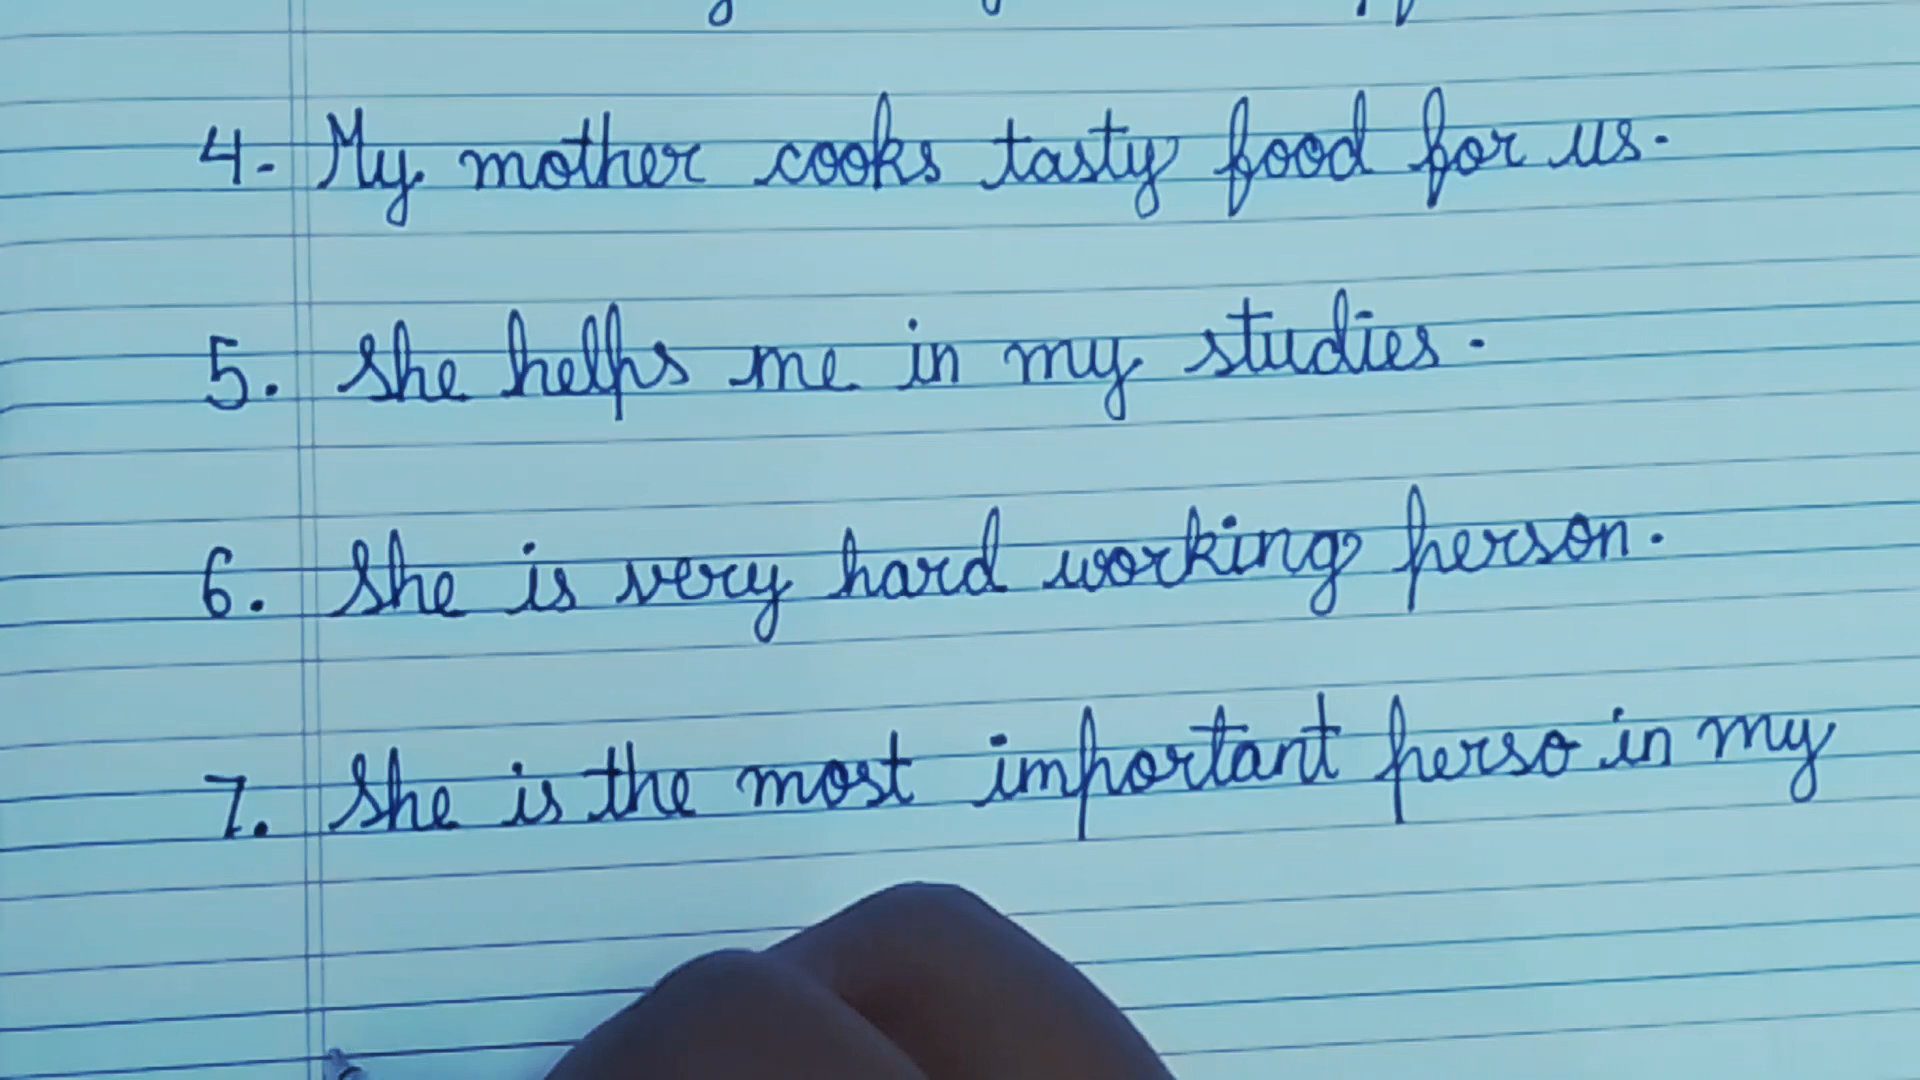 4. My mother cooks tasty food for us.
5. She helps me in my studies.
6. She is very hard working person.
7. She is the most important perso in my